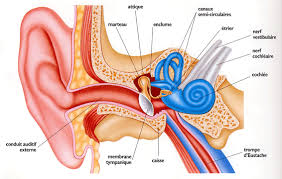 attique
marteau
enclume
canaux
semi-circulaires
étrier
nerf
vestibulaire
nerf
cochléaire
cochlée
conduit auditif
externe
membrane
tympanique
caisse
trompe
d'Eustache